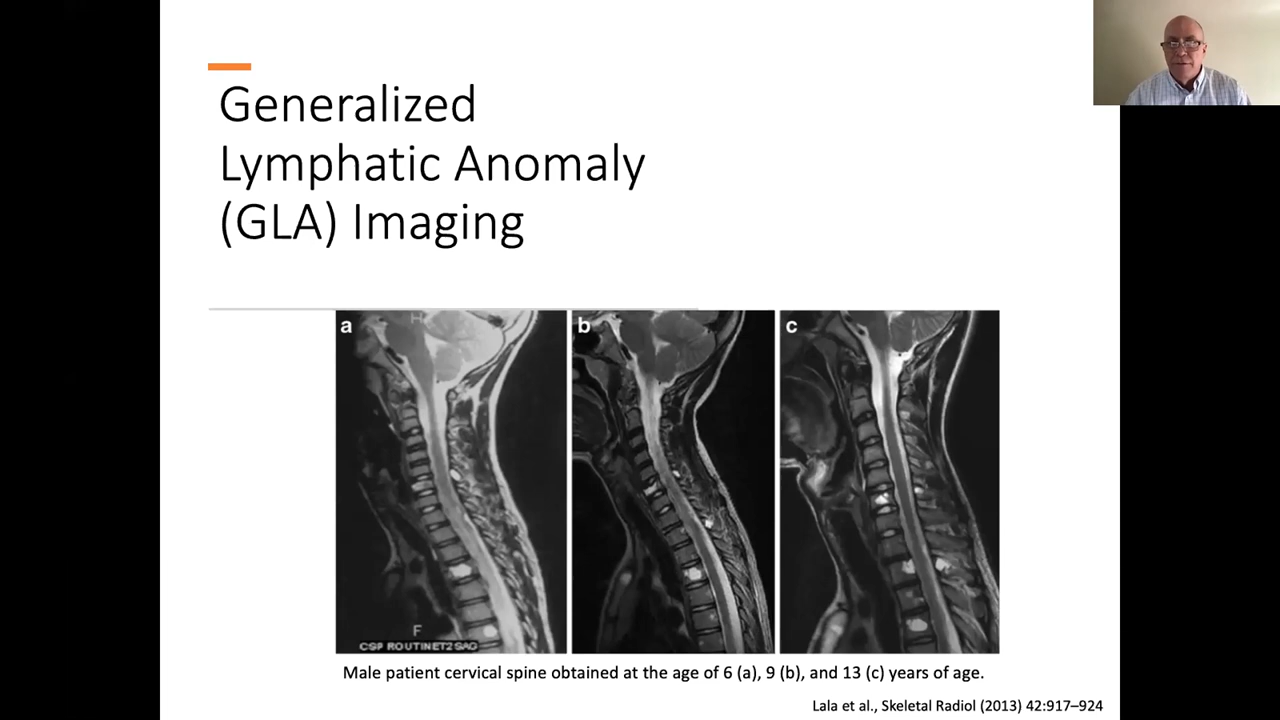 Generalized
Lymphatic Anomaly
(GLA) Imaging
a
H
b
c
F
CSP ROUTINET2 SAG
Male patient cervical spine obtained at the age of 6 (a), 9 (b), and 13 (c) years of age.
Lala et al., Skeletal Radiol (2013) 42:917–924